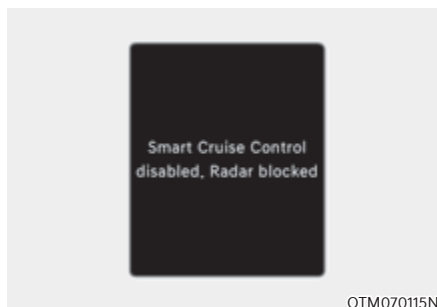 Smart Cruise Control
disabled, Radar blocked
OTM070115N